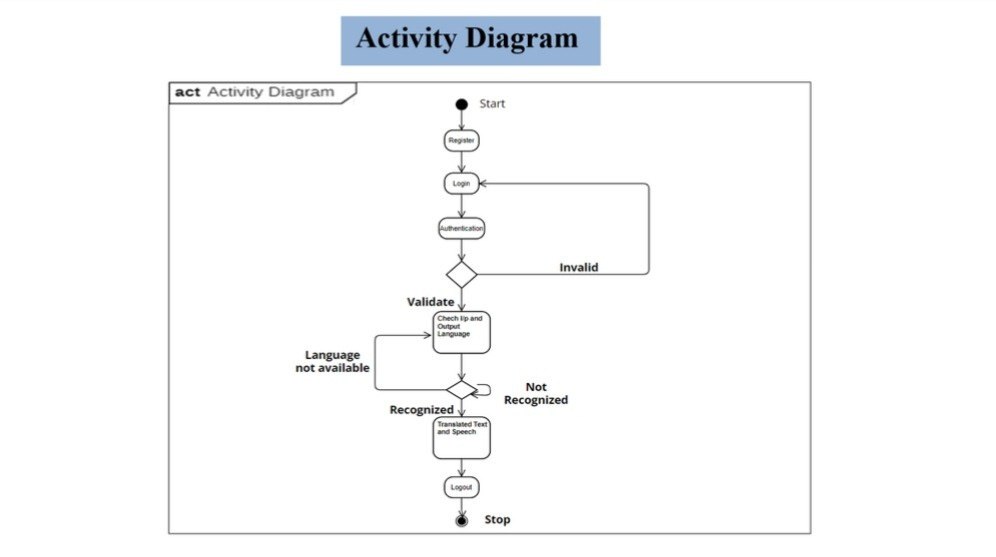 Activity Diagram
act Activity Diagram
Start
Register
Login
Authentication
Invalid
Validate
Chech I/p and
Output
Language
Language
not available
Not
Recognized
Recognized
Translated Text
and Speech
Logout
Stop